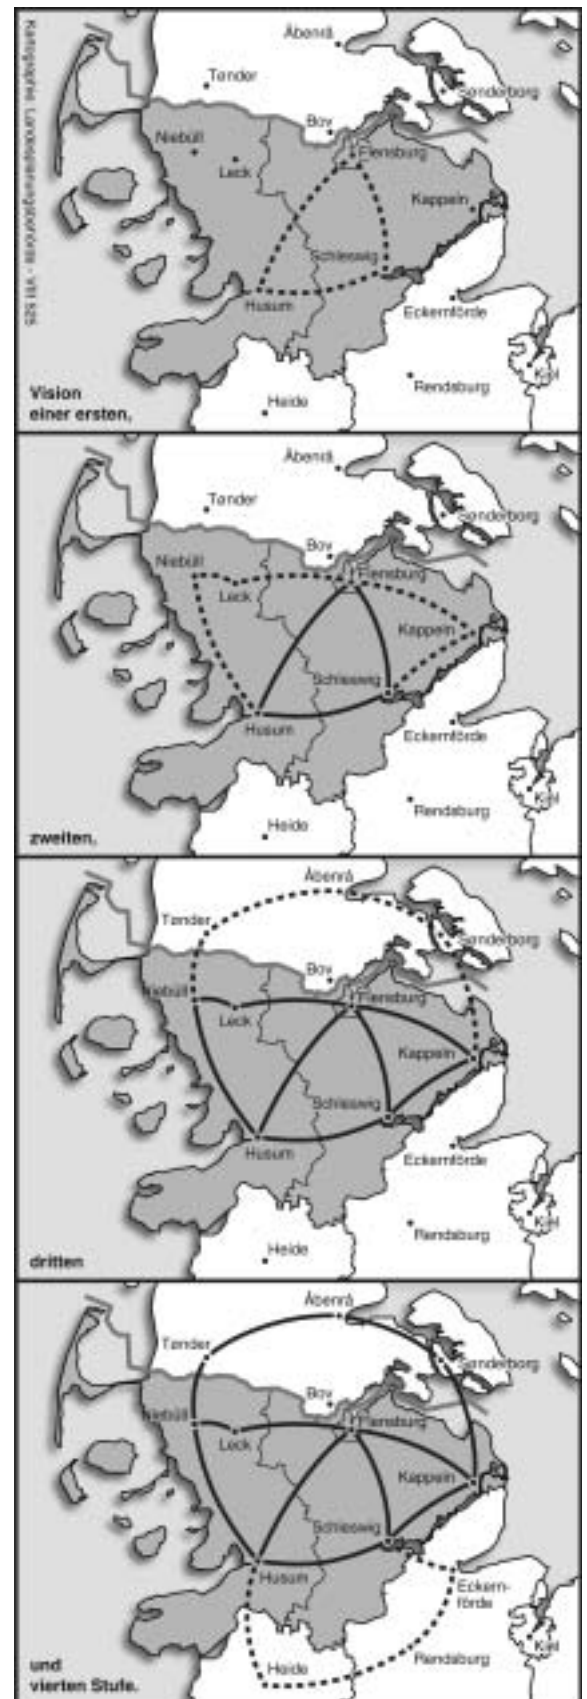 Kartographie: Landesplanungsbehörde - VIII 525
Åbenrå
Tønder
Sønderborg
Bov
Niebüll
Leck
Flensburg
Kappeln
Schleswig
Husum
Eckernförde
Kiel
Rendsburg
Heide
Vision
einer ersten,
Åbenrå
Tønder
Sønderborg
Bov
Niebüll
Flensburg
Leck
Kappeln
Schleswig
Husum
Eckernförde
Kiel
Rendsburg
Heide
zweiten,
Åbenrå
Tønder
Sønderborg
Bov
Niebüll
Flensburg
Leck
Kappeln
Schleswig
Husum
Eckernförde
Kiel
Rendsburg
Heide
dritten
Åbenrå
Tønder
Sønderborg
Bov
Niebüll
Flensburg
Leck
Kappeln
Schleswig
Husum
Eckern-
förde
Kiel
Rendsburg
Heide
und
vierten Stufe.